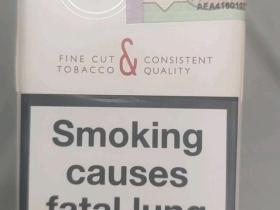 FINE CUT & CONSISTENT
TOBACCO QUALITY
Smoking
causes
fatal lung